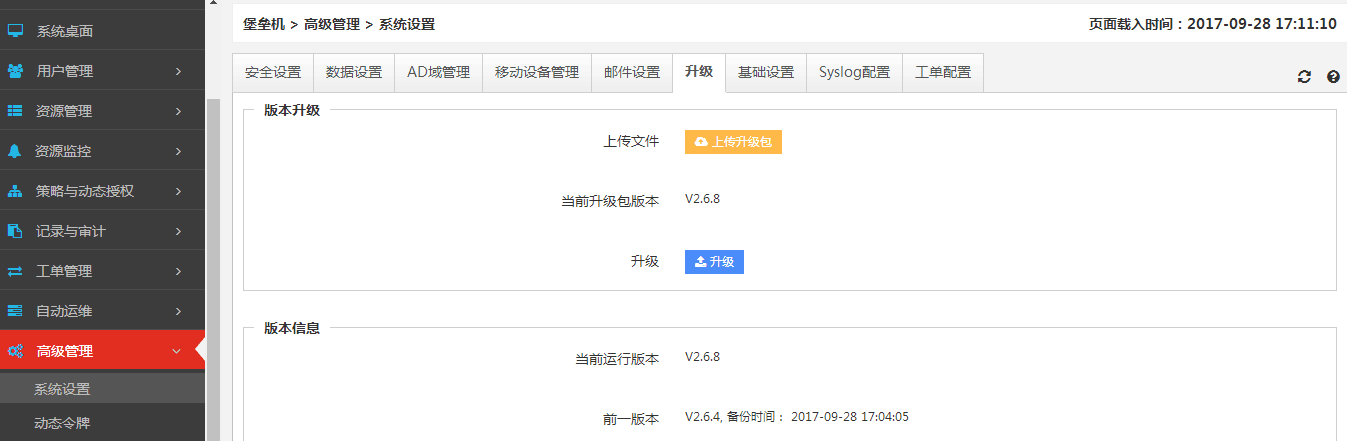 堡垒机 > 高级管理 > 系统设置
页面载入时间：2017-09-28 17:11:10
系统桌面
用户管理
资源管理
资源监控
策略与动态授权
记录与审计
工单管理
自动运维
高级管理
系统设置
动态令牌
安全设置 数据设置 AD域管理 移动设备管理 邮件设置 升级 基础设置 Syslog配置 工单配置
版本升级
上传文件 上传升级包
当前升级包版本 V2.6.8
升级 升级
版本信息
当前运行版本 V2.6.8
前一版本 V2.6.4, 备份时间： 2017-09-28 17:04:05